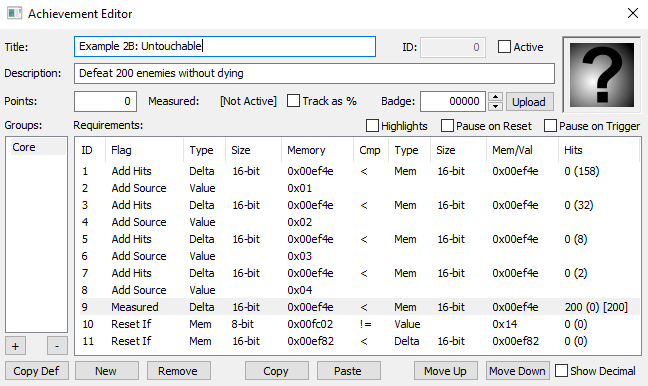 Achievement Editor
Title: Example 2B: Untouchable ID: 0 Active
Description: Defeat 200 enemies without dying
Points: 0 Measured: [Not Active] Track as % Badge: 00000 Upload
Groups: Requirements: Highlights Pause on Reset Pause on Trigger
Core
ID Flag Type Size Memory Cmp Type Size Mem/Val Hits
1 Add Hits Delta 16-bit 0x00ef4e < Mem 16-bit 0x00ef4e 0 (158)
2 Add Source Value 0x01
3 Add Hits Delta 16-bit 0x00ef4e < Mem 16-bit 0x00ef4e 0 (32)
4 Add Source Value 0x02
5 Add Hits Delta 16-bit 0x00ef4e < Mem 16-bit 0x00ef4e 0 (8)
6 Add Source Value 0x03
7 Add Hits Delta 16-bit 0x00ef4e < Mem 16-bit 0x00ef4e 0 (2)
8 Add Source Value 0x04
9 Measured Delta 16-bit 0x00ef4e < Mem 16-bit 0x00ef4e 200 (0) [200]
10 Reset If Mem 8-bit 0x00fc02 != Value 0x14 0 (0)
11 Reset If Mem 16-bit 0x00ef82 < Delta 16-bit 0x00ef82 0 (0)
+ -
Copy Def New Remove Copy Paste Move Up Move Down Show Decimal